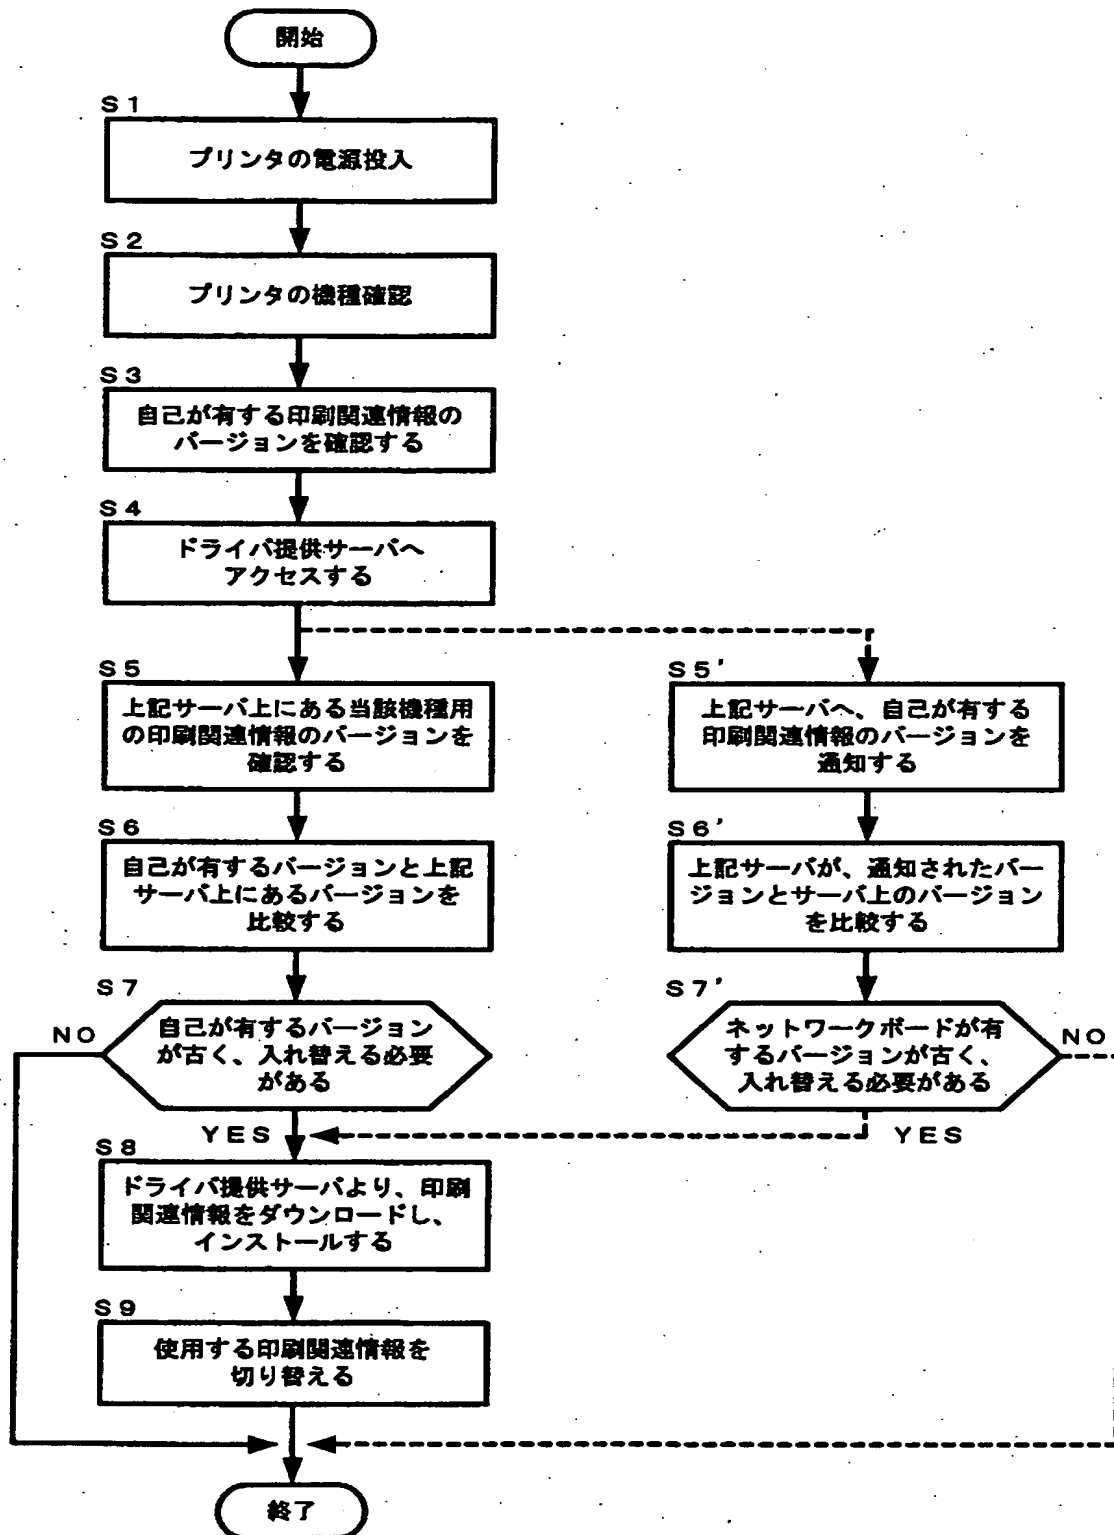 開始
S1
プリンタの電源投入
S2
プリンタの機種確認
S3
自己が有する印刷関連情報の
バージョンを確認する
S4
ドライバ提供サーバへ
アクセスする
S5
上記サーバ上にある当該機種用
の印刷関連情報のバージョンを
確認する
S6
自己が有するバージョンと上記
サーバ上にあるバージョンを
比較する
S7
自己が有するバージョン
が古く、入れ替える必要
がある
NO
YES
S5'
上記サーバへ、自己が有する
印刷関連情報のバージョンを
通知する
S6'
上記サーバが、通知されたバー
ジョンとサーバ上のバージョン
を比較する
S7'
ネットワークボードが有
するバージョンが古く、
入れ替える必要がある
NO
YES
S8
ドライバ提供サーバより、印刷
関連情報をダウンロードし、
インストールする
S9
使用する印刷関連情報を
切り替える
終了